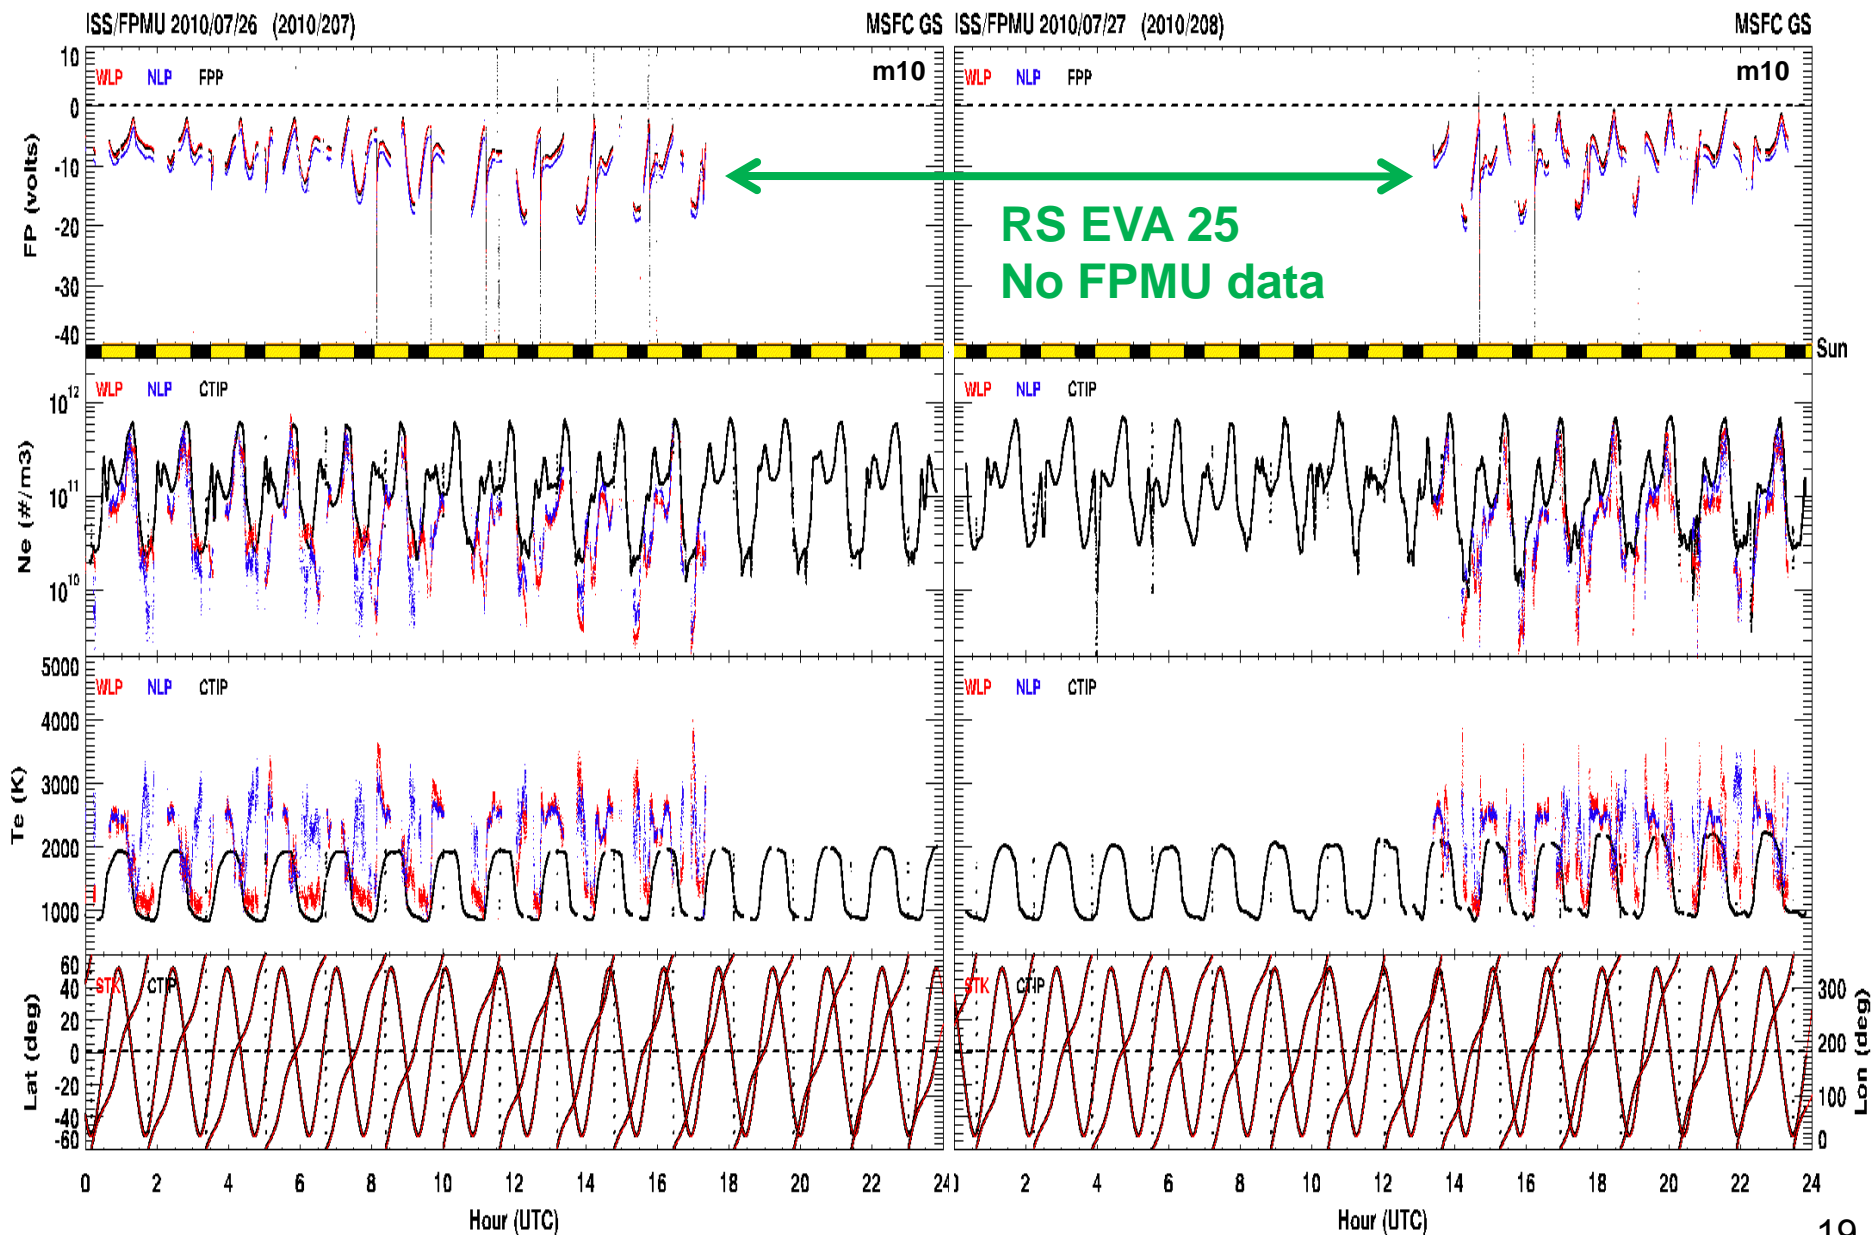 ISS/FPMU 2010/07/26 (2010/207) MSFC GS
ISS/FPMU 2010/07/27 (2010/208) MSFC GS
WLP NLP FPP m10
WLP NLP FPP m10
10
0
-10
-20
-30
-40
FP (volts)
RS EVA 25
No FPMU data
Sun
WLP NLP CTIP
WLP NLP CTIP
10^12
10^11
10^10
Ne (#/m3)
WLP NLP CTIP
WLP NLP CTIP
5000
4000
3000
2000
1000
Te (K)
STK CTIP
STK CTIP
60
40
20
0
-20
-40
-60
Lat (deg)
300
200
100
0
Lon (deg)
0 2 4 6 8 10 12 14 16 18 20 22 24
2 4 6 8 10 12 14 16 18 20 22 24
Hour (UTC)
Hour (UTC)
19